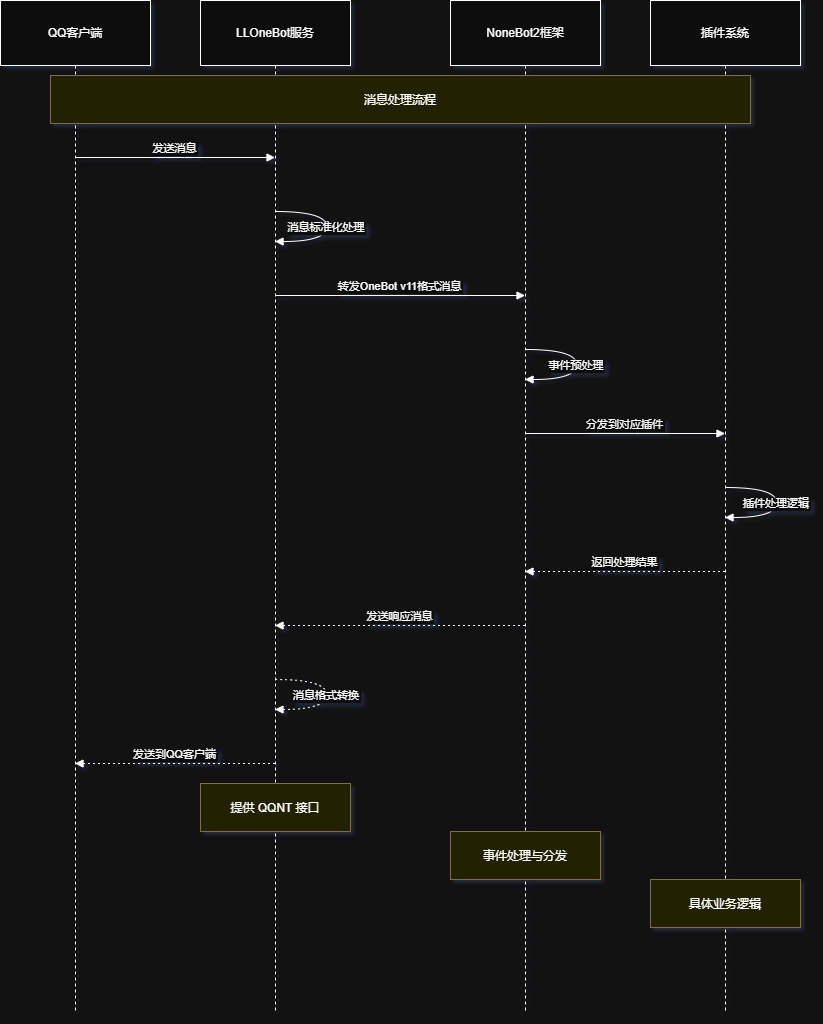 QQ客户端
LLOneBot服务
NoneBot2框架
插件系统
消息处理流程
发送消息
消息标准化处理
转发OneBot v11格式消息
事件预处理
分发到对应插件
插件处理逻辑
返回处理结果
发送响应消息
消息格式转换
发送到QQ客户端
提供 QQNT 接口
事件处理与分发
具体业务逻辑